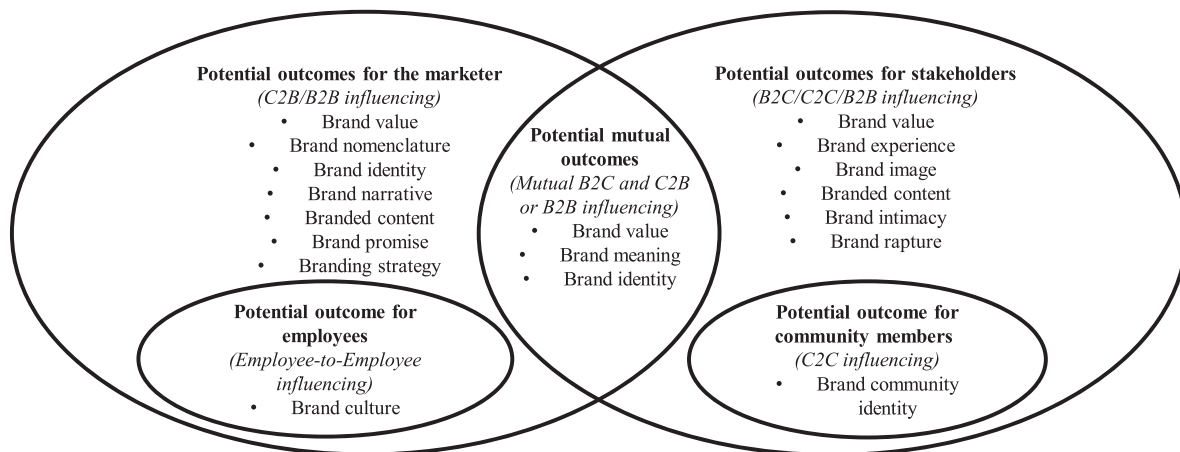 Potential outcomes for the marketer
(C2B/B2B influencing)
• Brand value
• Brand nomenclature
• Brand identity
• Brand narrative
• Branded content
• Brand promise
• Branding strategy
Potential outcome for
employees
(Employee-to-Employee
influencing)
• Brand culture
Potential mutual
outcomes
(Mutual B2C and C2B
or B2B influencing)
• Brand value
• Brand meaning
• Brand identity
Potential outcomes for stakeholders
(B2C/C2C/B2B influencing)
• Brand value
• Brand experience
• Brand image
• Branded content
• Brand intimacy
• Brand rapture
Potential outcome for
community members
(C2C influencing)
• Brand community
identity